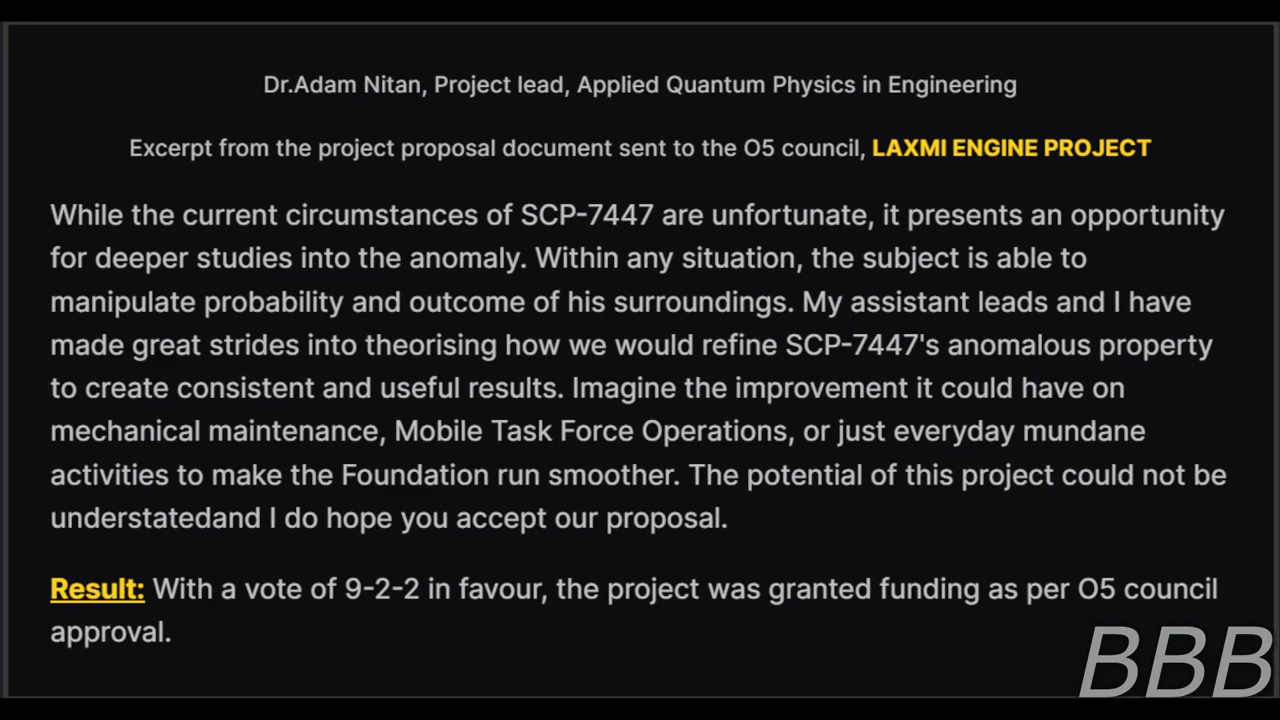 Dr.Adam Nitan, Project lead, Applied Quantum Physics in Engineering
Excerpt from the project proposal document sent to the O5 council, LAXMI ENGINE PROJECT
While the current circumstances of SCP-7447 are unfortunate, it presents an opportunity
for deeper studies into the anomaly. Within any situation, the subject is able to
manipulate probability and outcome of his surroundings. My assistant leads and I have
made great strides into theorising how we would refine SCP-7447's anomalous property
to create consistent and useful results. Imagine the improvement it could have on
mechanical maintenance, Mobile Task Force Operations, or just everyday mundane
activities to make the Foundation run smoother. The potential of this project could not be
understatedand I do hope you accept our proposal.
Result: With a vote of 9-2-2 in favour, the project was granted funding as per O5 council
approval.
BBB